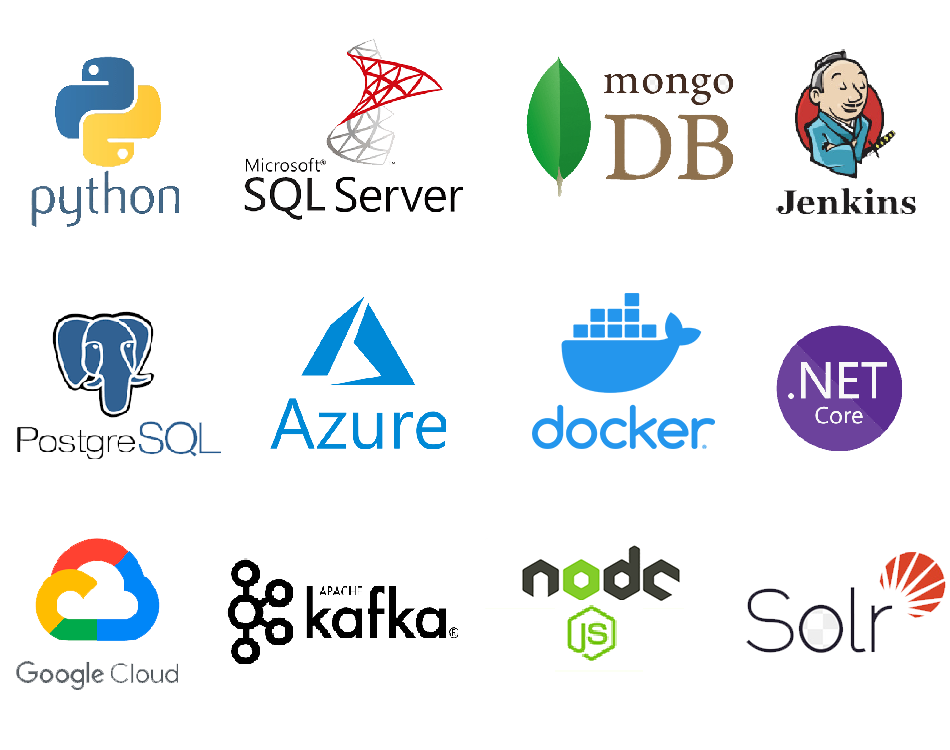 python
Microsoft®
SQL Server
mongo
DB
Jenkins
PostgreSQL
Azure
docker
.NET
Core
Google Cloud
APACHE
kafka®
node
JS
Solr